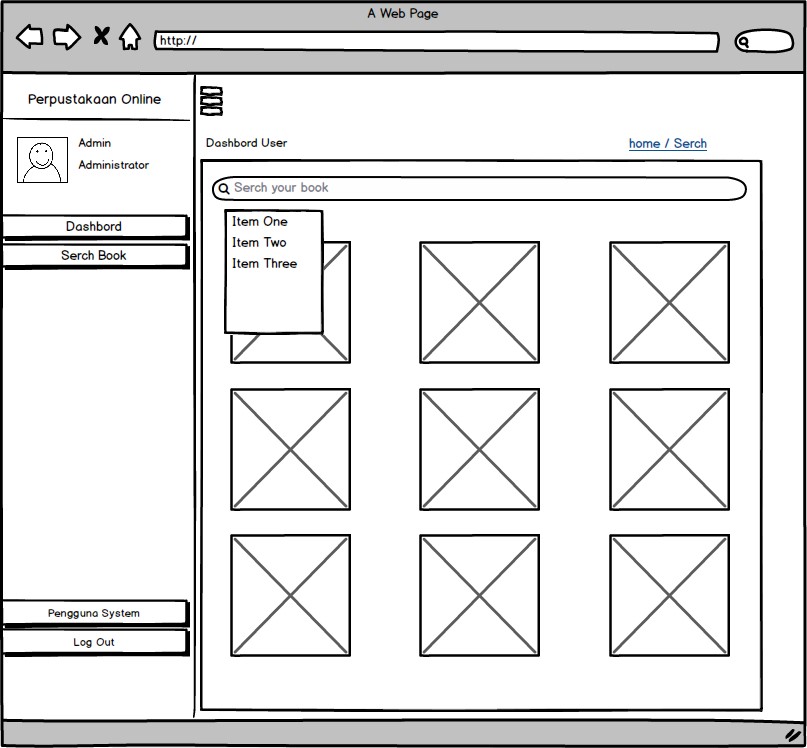 A Web Page
http://
Perpustakaan Online
Admin
Administrator
Dashbord
Serch Book
Pengguna System
Log Out
Dashbord User
home / Serch
Serch your book
Item One
Item Two
Item Three